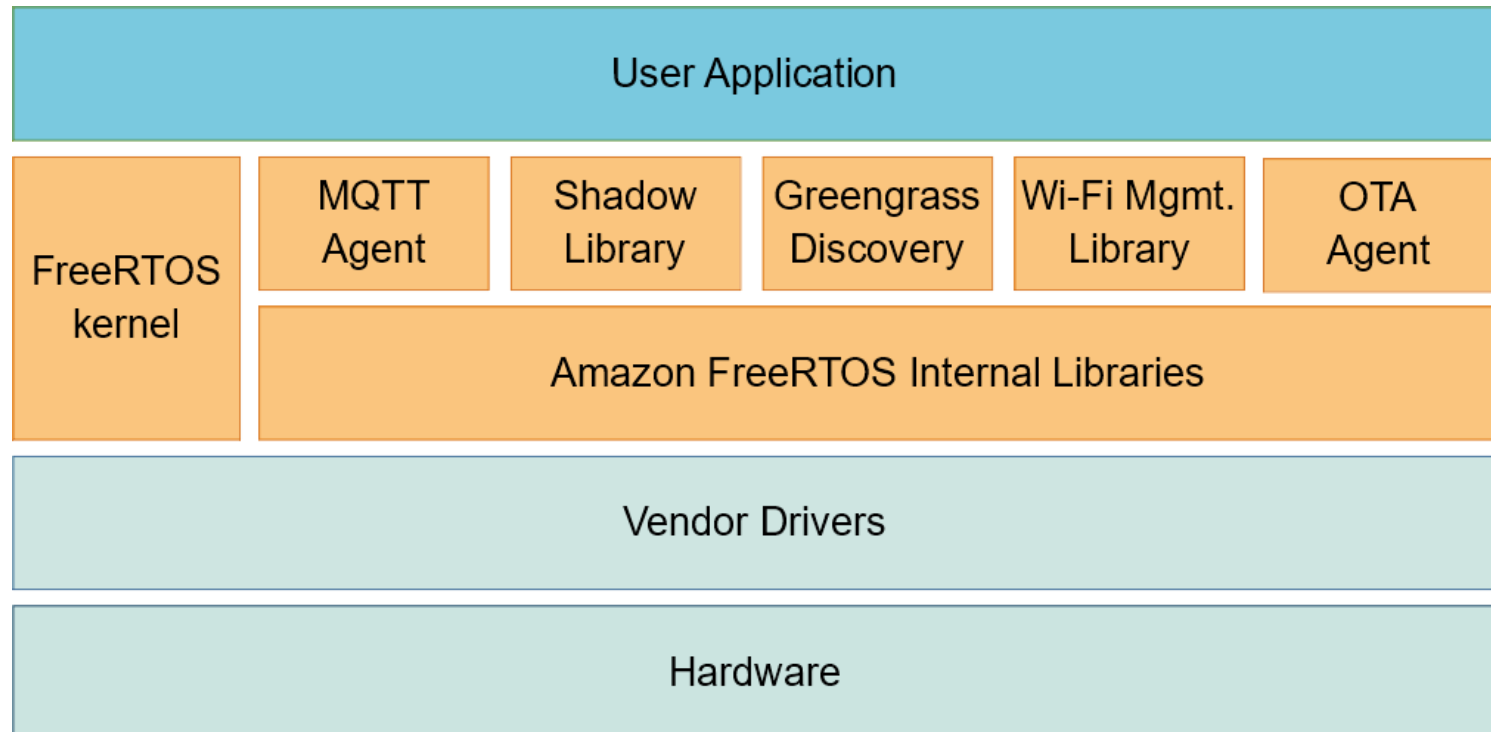 User Application
FreeRTOS
kernel
MQTT
Agent
Shadow
Library
Greengrass
Discovery
Wi-Fi Mgmt.
Library
OTA
Agent
Amazon FreeRTOS Internal Libraries
Vendor Drivers
Hardware